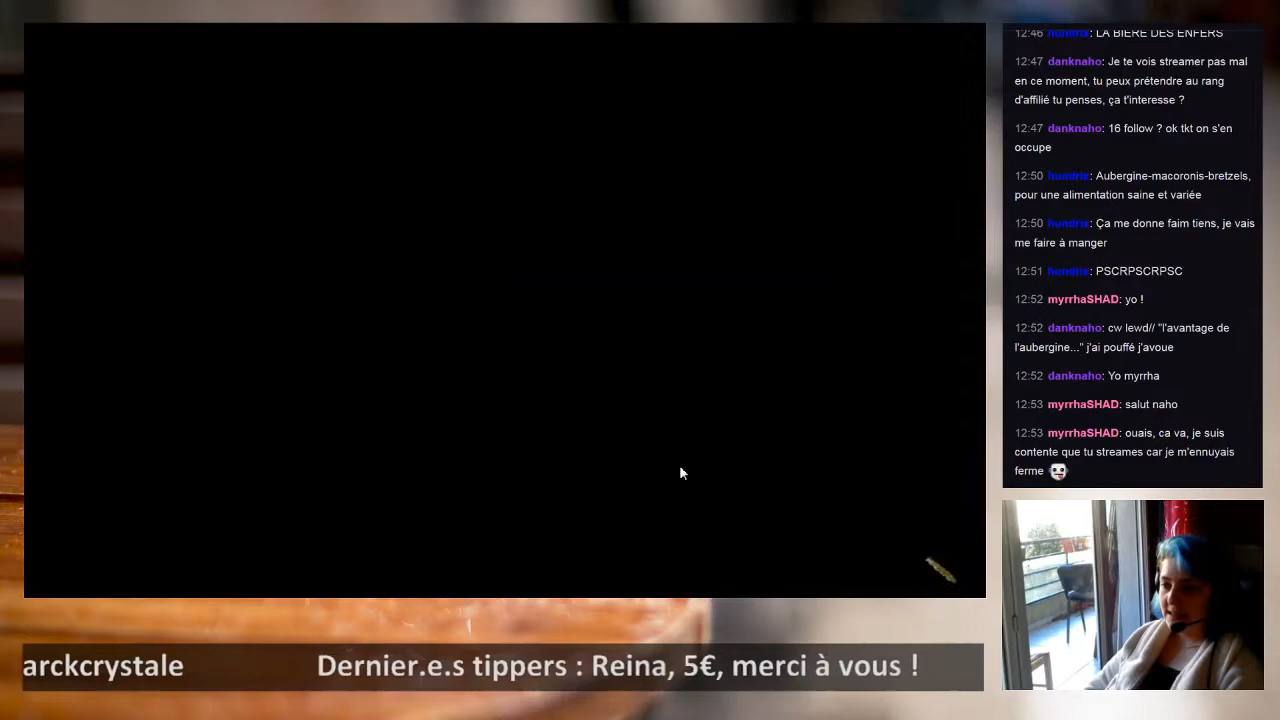 12:46 hundrix: LA BIERE DES ENFERS
12:47 danknaho: Je te vois streamer pas mal
en ce moment, tu peux prétendre au rang
d'affilié tu penses, ça t'interesse ?
12:47 danknaho: 16 follow ? ok tkt on s'en
occupe
12:50 hundrix: Aubergine-macoronis-bretzels,
pour une alimentation saine et variée
12:50 hundrix: Ça me donne faim tiens, je vais
me faire à manger
12:51 hundrix: PSCRPSCRPSC
12:52 myrrhaSHAD: yo !
12:52 danknaho: cw lewd// "l'avantage de
l'aubergine..." j'ai pouffé j'avoue
12:52 danknaho: Yo myrrha
12:53 myrrhaSHAD: salut naho
12:53 myrrhaSHAD: ouais, ca va, je suis
contente que tu streames car je m'ennuyais
ferme
arckcrystale Dernier.e.s tippers : Reina, 5€, merci à vous !